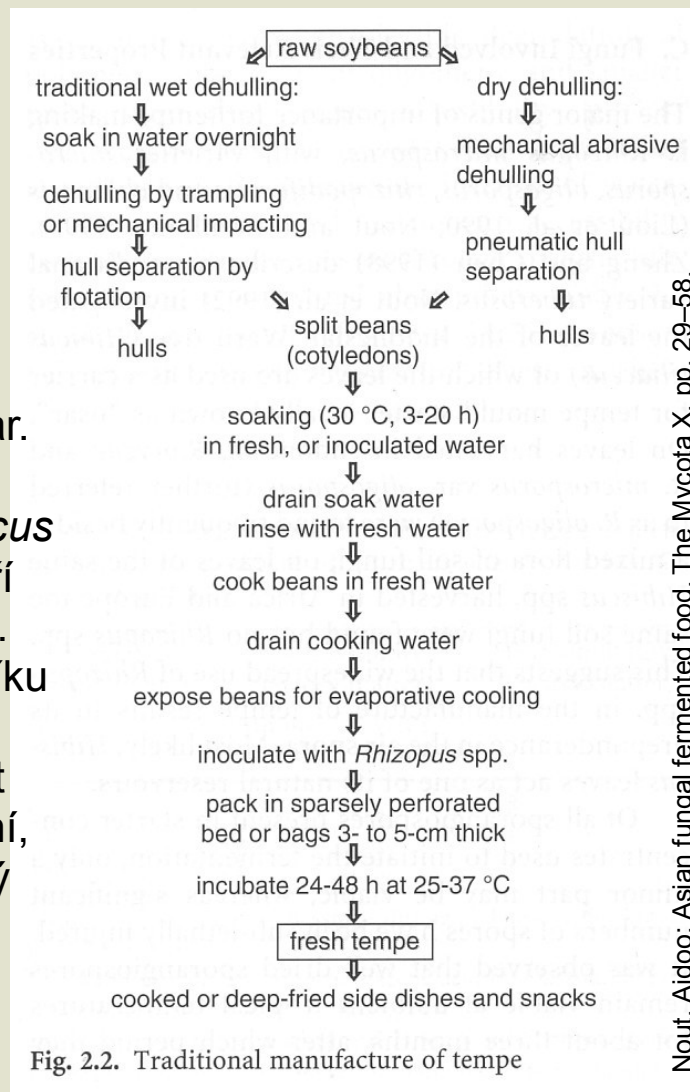 raw soybeans
traditional wet dehulling:
soak in water overnight
dehulling by trampling
or mechanical impacting
hull separation by
flotation
hulls
dry dehulling:
mechanical abrasive
dehulling
pneumatic hull
separation
hulls
split beans
(cotyledons)
soaking (30 °C, 3-20 h)
in fresh, or inoculated water
drain soak water
rinse with fresh water
cook beans in fresh water
drain cooking water
expose beans for evaporative cooling
inoculate with Rhizopus spp.
pack in sparsely perforated
bed or bags 3- to 5-cm thick
incubate 24-48 h at 25-37 °C
fresh tempe
cooked or deep-fried side dishes and snacks
Fig. 2.2. Traditional manufacture of tempe
Nout, Aidoo: Asian fungal fermented food. The Mycota X, pp. 29–58.
ar.
cus
ří
.
íku
t
ní,
ý